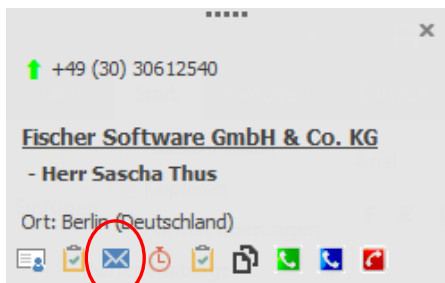 +49 (30) 30612540
Fischer Software GmbH & Co. KG
- Herr Sascha Thus
Ort: Berlin (Deutschland)